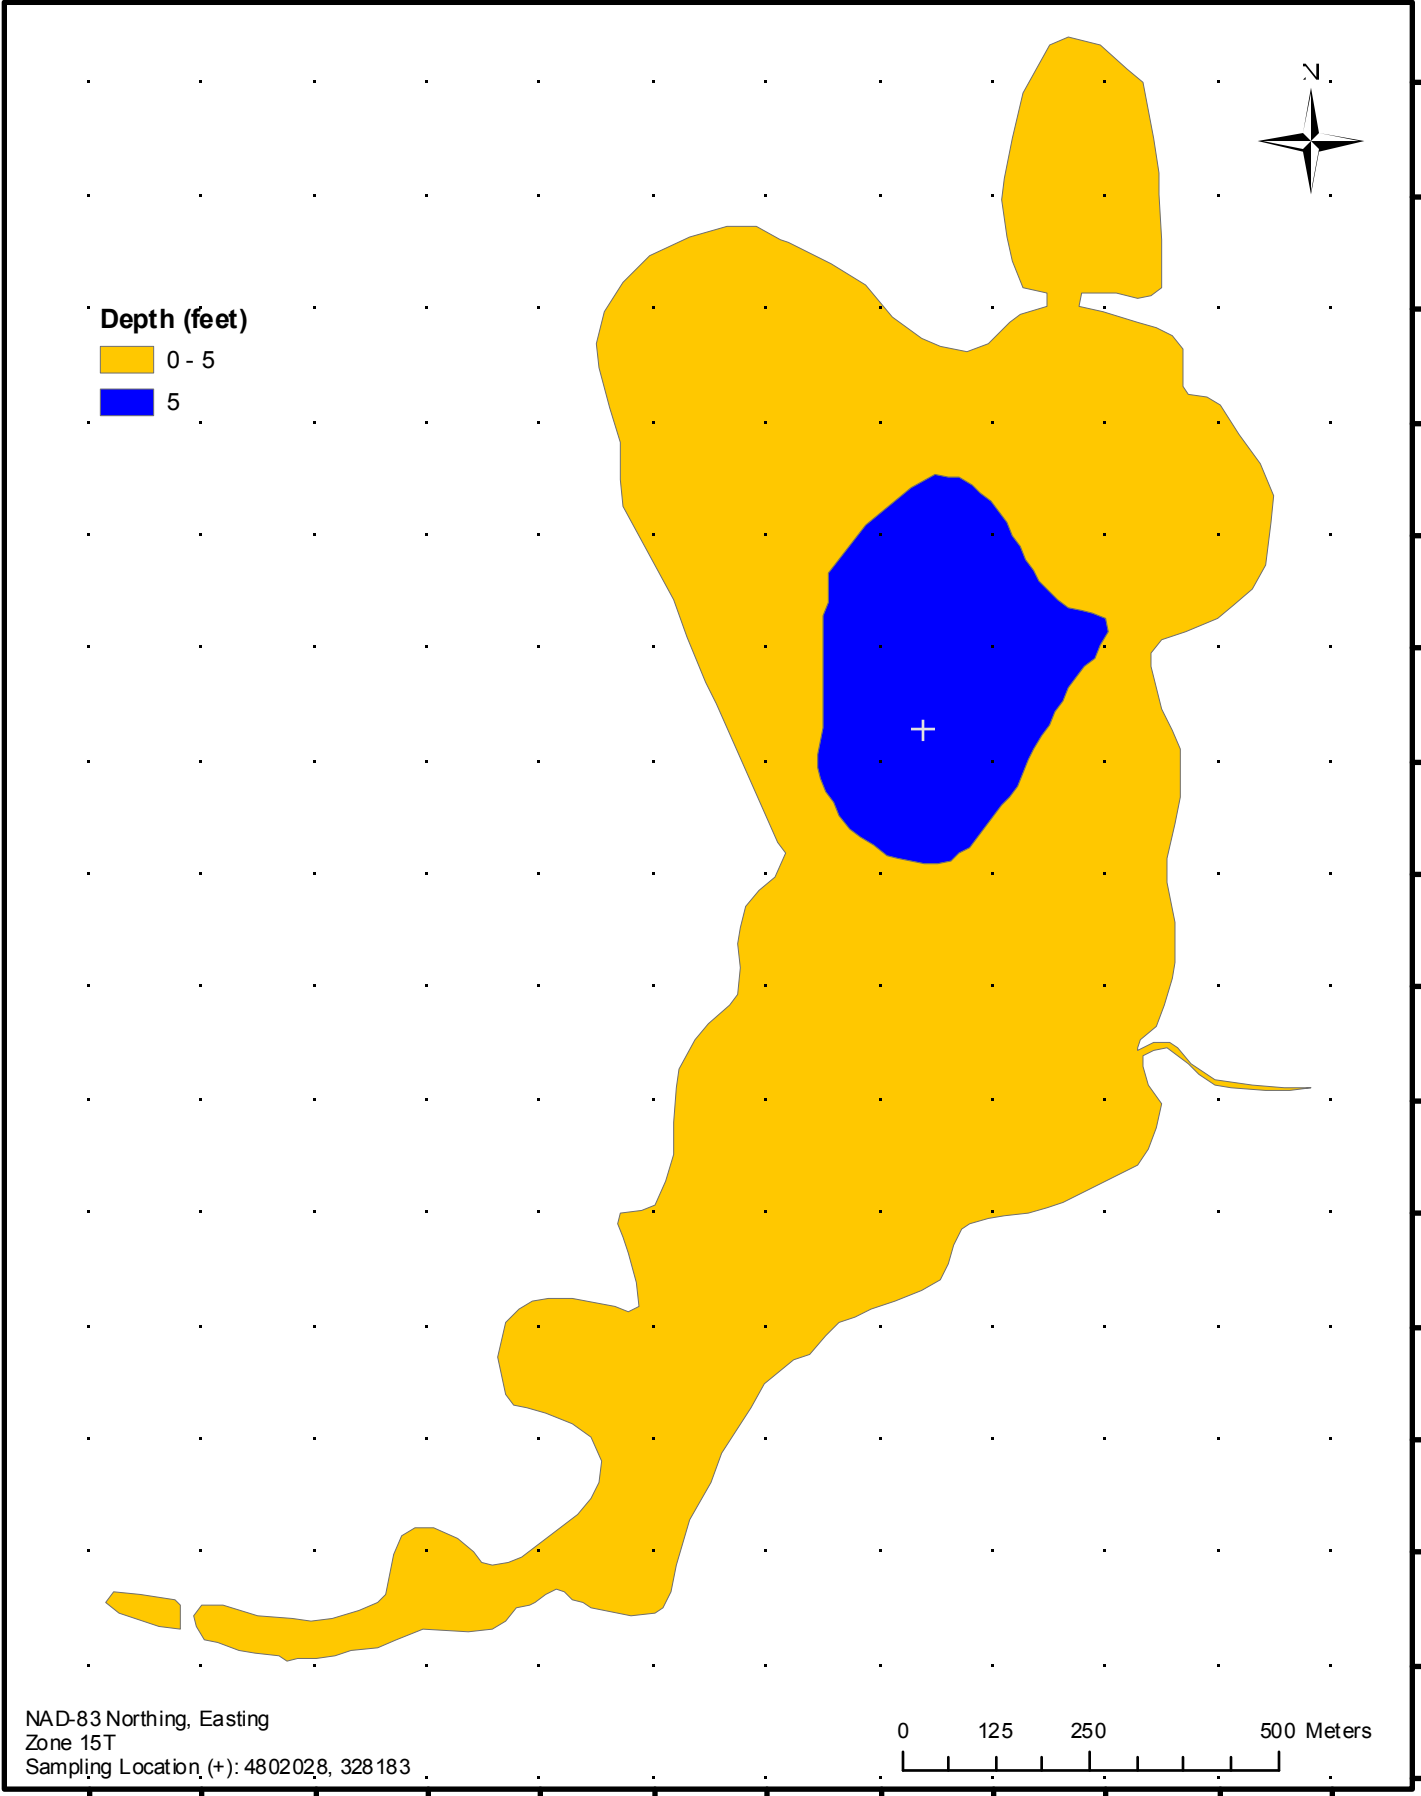 N
Depth (feet)
0 - 5
5
NAD-83 Northing, Easting
Zone 15T
Sampling Location (+): 4802028, 328183
0 125 250 500 Meters